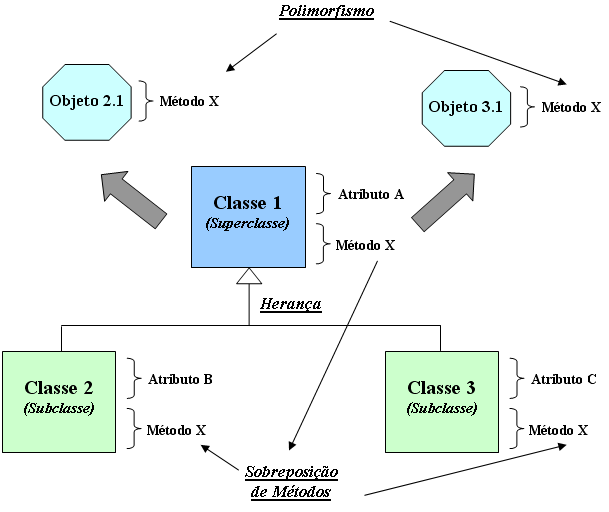 Polimorfismo
Objeto 2.1
Método X
Objeto 3.1
Método X
Classe 1
(Superclasse)
Atributo A
Método X
Herança
Classe 2
(Subclasse)
Atributo B
Método X
Classe 3
(Subclasse)
Atributo C
Método X
Sobreposição
de Métodos